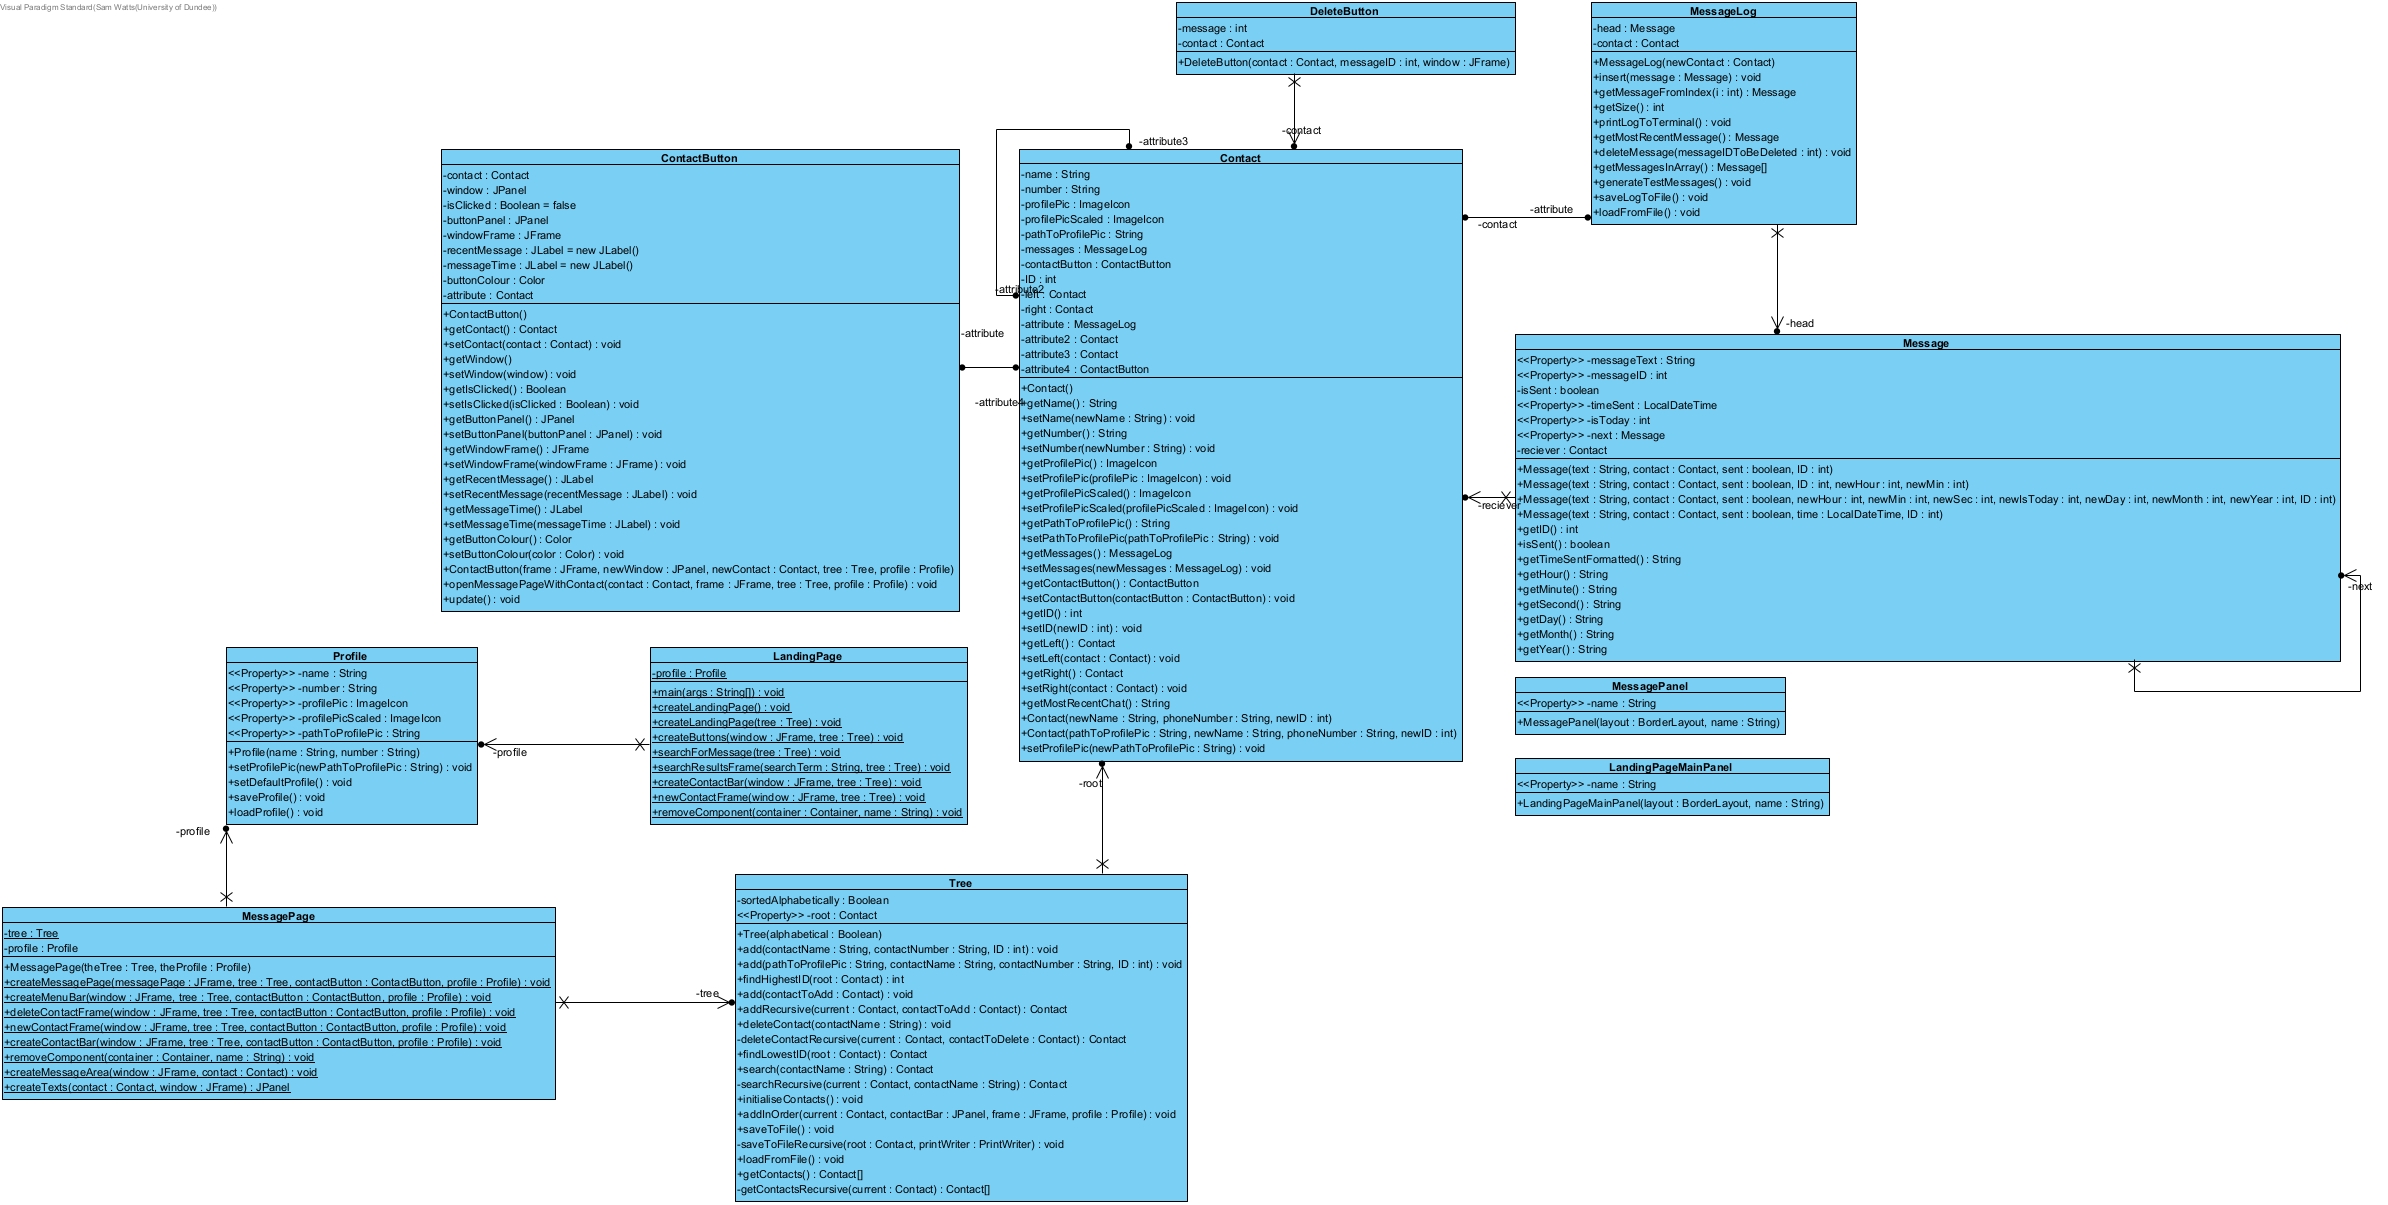 Visual Paradigm Standard(Sam Watts(University of Dundee))
DeleteButton
-message : int
-contact : Contact
+DeleteButton(contact : Contact, messageID : int, window : JFrame)
-contact
MessageLog
-head : Message
-contact : Contact
+MessageLog(newContact : Contact)
+insert(message : Message) : void
+getMessageFromIndex(i : int) : Message
+getSize() : int
+printLogToTerminal() : void
+getMostRecentMessage() : Message
+deleteMessage(messageIDToBeDeleted : int) : void
+getMessagesInArray() : Message[]
+generateTestMessages() : void
+saveLogToFile() : void
+loadFromFile() : void
-attribute
-contact
-head
ContactButton
-contact : Contact
-window : JPanel
-isClicked : Boolean = false
-buttonPanel : JPanel
-windowFrame : JFrame
-recentMessage : JLabel = new JLabel()
-messageTime : JLabel = new JLabel()
-buttonColour : Color
-attribute : Contact
+ContactButton()
+getContact() : Contact
+setContact(contact : Contact) : void
+getWindow()
+setWindow(window) : void
+getIsClicked() : Boolean
+setIsClicked(isClicked : Boolean) : void
+getButtonPanel() : JPanel
+setButtonPanel(buttonPanel : JPanel) : void
+getWindowFrame() : JFrame
+setWindowFrame(windowFrame : JFrame) : void
+getRecentMessage() : JLabel
+setRecentMessage(recentMessage : JLabel) : void
+getMessageTime() : JLabel
+setMessageTime(messageTime : JLabel) : void
+getButtonColour() : Color
+setButtonColour(color : Color) : void
+ContactButton(frame : JFrame, newWindow : JPanel, newContact : Contact, tree : Tree, profile : Profile)
+openMessagePageWithContact(contact : Contact, frame : JFrame, tree : Tree, profile : Profile) : void
+update() : void
-attribute3
-attribute2
-attribute
-attribute4
Contact
-name : String
-number : String
-profilePic : ImageIcon
-profilePicScaled : ImageIcon
-pathToProfilePic : String
-messages : MessageLog
-contactButton : ContactButton
-ID : int
-left : Contact
-right : Contact
-attribute : MessageLog
-attribute2 : Contact
-attribute3 : Contact
-attribute4 : ContactButton
+Contact()
+getName() : String
+setName(newName : String) : void
+getNumber() : String
+setNumber(newNumber : String) : void
+getProfilePic() : ImageIcon
+setProfilePic(profilePic : ImageIcon) : void
+getProfilePicScaled() : ImageIcon
+setProfilePicScaled(profilePicScaled : ImageIcon) : void
+getPathToProfilePic() : String
+setPathToProfilePic(pathToProfilePic : String) : void
+getMessages() : MessageLog
+setMessages(newMessages : MessageLog) : void
+getContactButton() : ContactButton
+setContactButton(contactButton : ContactButton) : void
+getID() : int
+setID(newID : int) : void
+getLeft() : Contact
+setLeft(contact : Contact) : void
+getRight() : Contact
+setRight(contact : Contact) : void
+getMostRecentChat() : String
+Contact(newName : String, phoneNumber : String, newID : int)
+Contact(pathToProfilePic : String, newName : String, phoneNumber : String, newID : int)
+setProfilePic(newPathToProfilePic : String) : void
-reciever
Message
<<Property>> -messageText : String
<<Property>> -messageID : int
-isSent : boolean
<<Property>> -timeSent : LocalDateTime
<<Property>> -isToday : int
<<Property>> -next : Message
-reciever : Contact
+Message(text : String, contact : Contact, sent : boolean, ID : int)
+Message(text : String, contact : Contact, sent : boolean, ID : int, newHour : int, newMin : int)
+Message(text : String, contact : Contact, sent : boolean, newHour : int, newMin : int, newSec : int, newIsToday : int, newDay : int, newMonth : int, newYear : int, ID : int)
+Message(text : String, contact : Contact, sent : boolean, time : LocalDateTime, ID : int)
+getID() : int
+isSent() : boolean
+getTimeSentFormatted() : String
+getHour() : String
+getMinute() : String
+getSecond() : String
+getDay() : String
+getMonth() : String
+getYear() : String
-next
Profile
<<Property>> -name : String
<<Property>> -number : String
<<Property>> -profilePic : ImageIcon
<<Property>> -profilePicScaled : ImageIcon
<<Property>> -pathToProfilePic : String
+Profile(name : String, number : String)
+setProfilePic(newPathToProfilePic : String) : void
+setDefaultProfile() : void
+saveProfile() : void
+loadProfile() : void
-profile
LandingPage
-profile : Profile
+main(args : String[]) : void
+createLandingPage() : void
+createLandingPage(tree : Tree) : void
+createButtons(window : JFrame, tree : Tree) : void
+searchForMessage(tree : Tree) : void
+searchResultsFrame(searchTerm : String, tree : Tree) : void
+createContactBar(window : JFrame, tree : Tree) : void
+newContactFrame(window : JFrame, tree : Tree) : void
+removeComponent(container : Container, name : String) : void
MessagePanel
<<Property>> -name : String
+MessagePanel(layout : BorderLayout, name : String)
LandingPageMainPanel
<<Property>> -name : String
+LandingPageMainPanel(layout : BorderLayout, name : String)
-profile
-root
MessagePage
-tree : Tree
-profile : Profile
+MessagePage(theTree : Tree, theProfile : Profile)
+createMessagePage(messagePage : JFrame, tree : Tree, contactButton : ContactButton, profile : Profile) : void
+createMenuBar(window : JFrame, tree : Tree, contactButton : ContactButton, profile : Profile) : void
+deleteContactFrame(window : JFrame, tree : Tree, contactButton : ContactButton, profile : Profile) : void
+newContactFrame(window : JFrame, tree : Tree, contactButton : ContactButton, profile : Profile) : void
+createContactBar(window : JFrame, tree : Tree, contactButton : ContactButton, profile : Profile) : void
+removeComponent(container : Container, name : String) : void
+createMessageArea(window : JFrame, contact : Contact) : void
+createTexts(contact : Contact, window : JFrame) : JPanel
-tree
Tree
-sortedAlphabetically : Boolean
<<Property>> -root : Contact
+Tree(alphabetical : Boolean)
+add(contactName : String, contactNumber : String, ID : int) : void
+add(pathToProfilePic : String, contactName : String, contactNumber : String, ID : int) : void
+findHighestID(root : Contact) : int
+add(contactToAdd : Contact) : void
+addRecursive(current : Contact, contactToAdd : Contact) : Contact
+deleteContact(contactName : String) : void
-deleteContactRecursive(current : Contact, contactToDelete : Contact) : Contact
+findLowestID(root : Contact) : Contact
+search(contactName : String) : Contact
-searchRecursive(current : Contact, contactName : String) : Contact
+initialiseContacts() : void
+addInOrder(current : Contact, contactBar : JPanel, frame : JFrame, profile : Profile) : void
+saveToFile() : void
-saveToFileRecursive(root : Contact, printWriter : PrintWriter) : void
+loadFromFile() : void
+getContacts() : Contact[]
-getContactsRecursive(current : Contact) : Contact[]